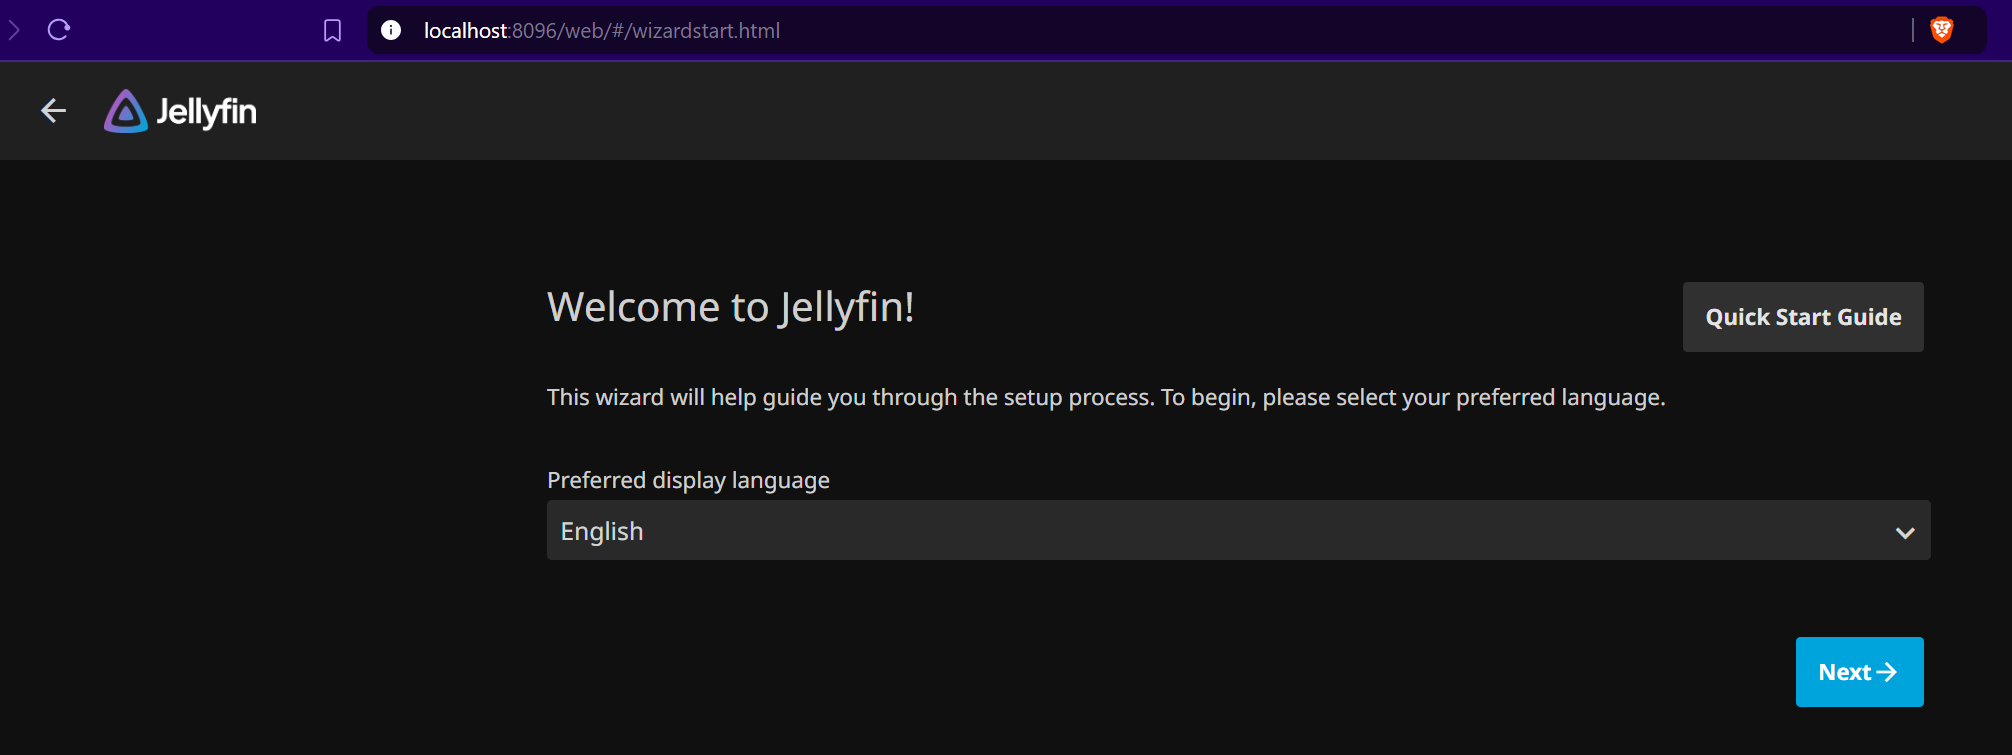 localhost:8096/web/#/wizardstart.html
Jellyfin
Welcome to Jellyfin!
Quick Start Guide
This wizard will help guide you through the setup process. To begin, please select your preferred language.
Preferred display language
English
Next